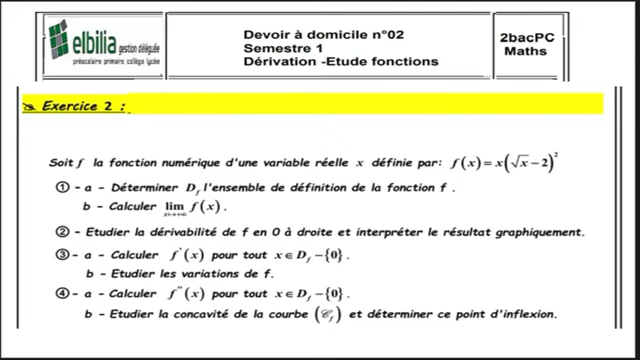 elbilia gestion déléguée
préscolaire primaire collège lycée
Devoir à domicile n°02
Semestre 1
Dérivation -Etude fonctions
2bacPC
Maths
Exercice 2 :
Soit f la fonction numérique d'une variable réelle x définie par: f(x)=x(√x−2)²
① - a - Déterminer D_f l'ensemble de définition de la fonction f .
b - Calculer lim_{x→+∞} f(x).
② - Etudier la dérivabilité de f en 0 à droite et interpréter le résultat graphiquement.
③ - a - Calculer f'(x) pour tout x∈D_f−{0}.
b - Etudier les variations de f.
④ - a - Calculer f''(x) pour tout x∈D_f−{0}.
b - Etudier la concavité de la courbe (𝒞_f) et déterminer ce point d'inflexion.